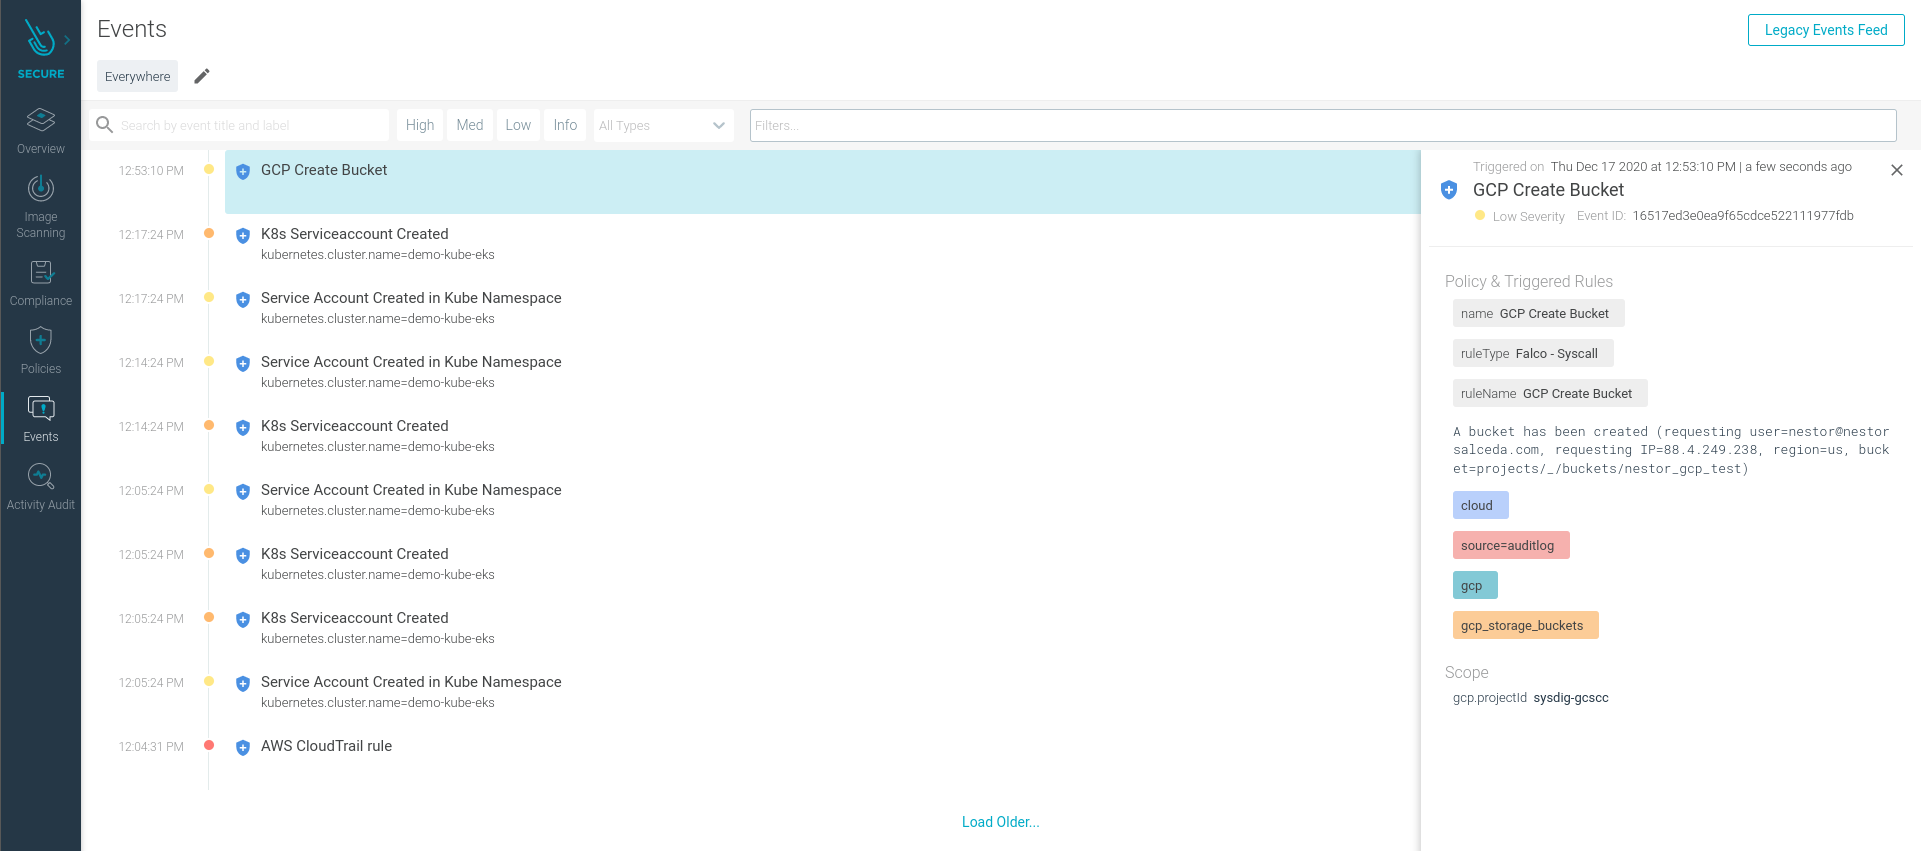 SECURE
Overview
Image
Scanning
Compliance
Policies
Events
Activity Audit
Events
Legacy Events Feed
Everywhere
Search by event title and label
High
Med
Low
Info
All Types
Filters...
12:53:10 PM
GCP Create Bucket
12:17:24 PM
K8s Serviceaccount Created
kubernetes.cluster.name=demo-kube-eks
12:17:24 PM
Service Account Created in Kube Namespace
kubernetes.cluster.name=demo-kube-eks
12:14:24 PM
Service Account Created in Kube Namespace
kubernetes.cluster.name=demo-kube-eks
12:14:24 PM
K8s Serviceaccount Created
kubernetes.cluster.name=demo-kube-eks
12:05:24 PM
Service Account Created in Kube Namespace
kubernetes.cluster.name=demo-kube-eks
12:05:24 PM
K8s Serviceaccount Created
kubernetes.cluster.name=demo-kube-eks
12:05:24 PM
K8s Serviceaccount Created
kubernetes.cluster.name=demo-kube-eks
12:05:24 PM
Service Account Created in Kube Namespace
kubernetes.cluster.name=demo-kube-eks
12:04:31 PM
AWS CloudTrail rule
Load Older...
Triggered on Thu Dec 17 2020 at 12:53:10 PM | a few seconds ago
GCP Create Bucket
Low Severity Event ID: 16517ed3e0ea9f65cdce522111977fdb
Policy & Triggered Rules
name GCP Create Bucket
ruleType Falco - Syscall
ruleName GCP Create Bucket
A bucket has been created (requesting user=nestor@nestor
salceda.com, requesting IP=88.4.249.238, region=us, buck
et=projects/_/buckets/nestor_gcp_test)
cloud
source=auditlog
gcp
gcp_storage_buckets
Scope
gcp.projectId sysdig-gcscc